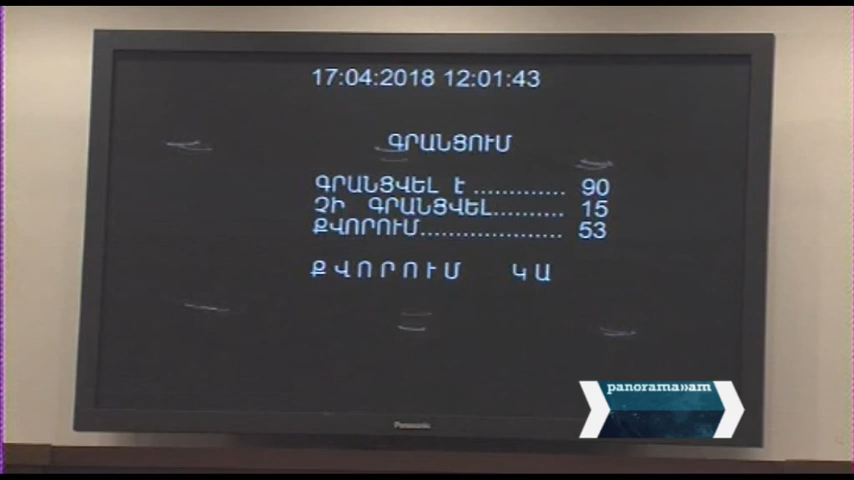 17:04:2018 12:01:43
ԳՐԱՆՑՈՒՄ
ԳՐԱՆՑՎԵԼ Է ............. 90
ՉԻ ԳՐԱՆՑՎԵԼ.......... 15
ՔՎՈՐՈՒՄ.................... 53
ՔՎՈՐՈՒՄ ԿԱ
panorama»am
Panasonic